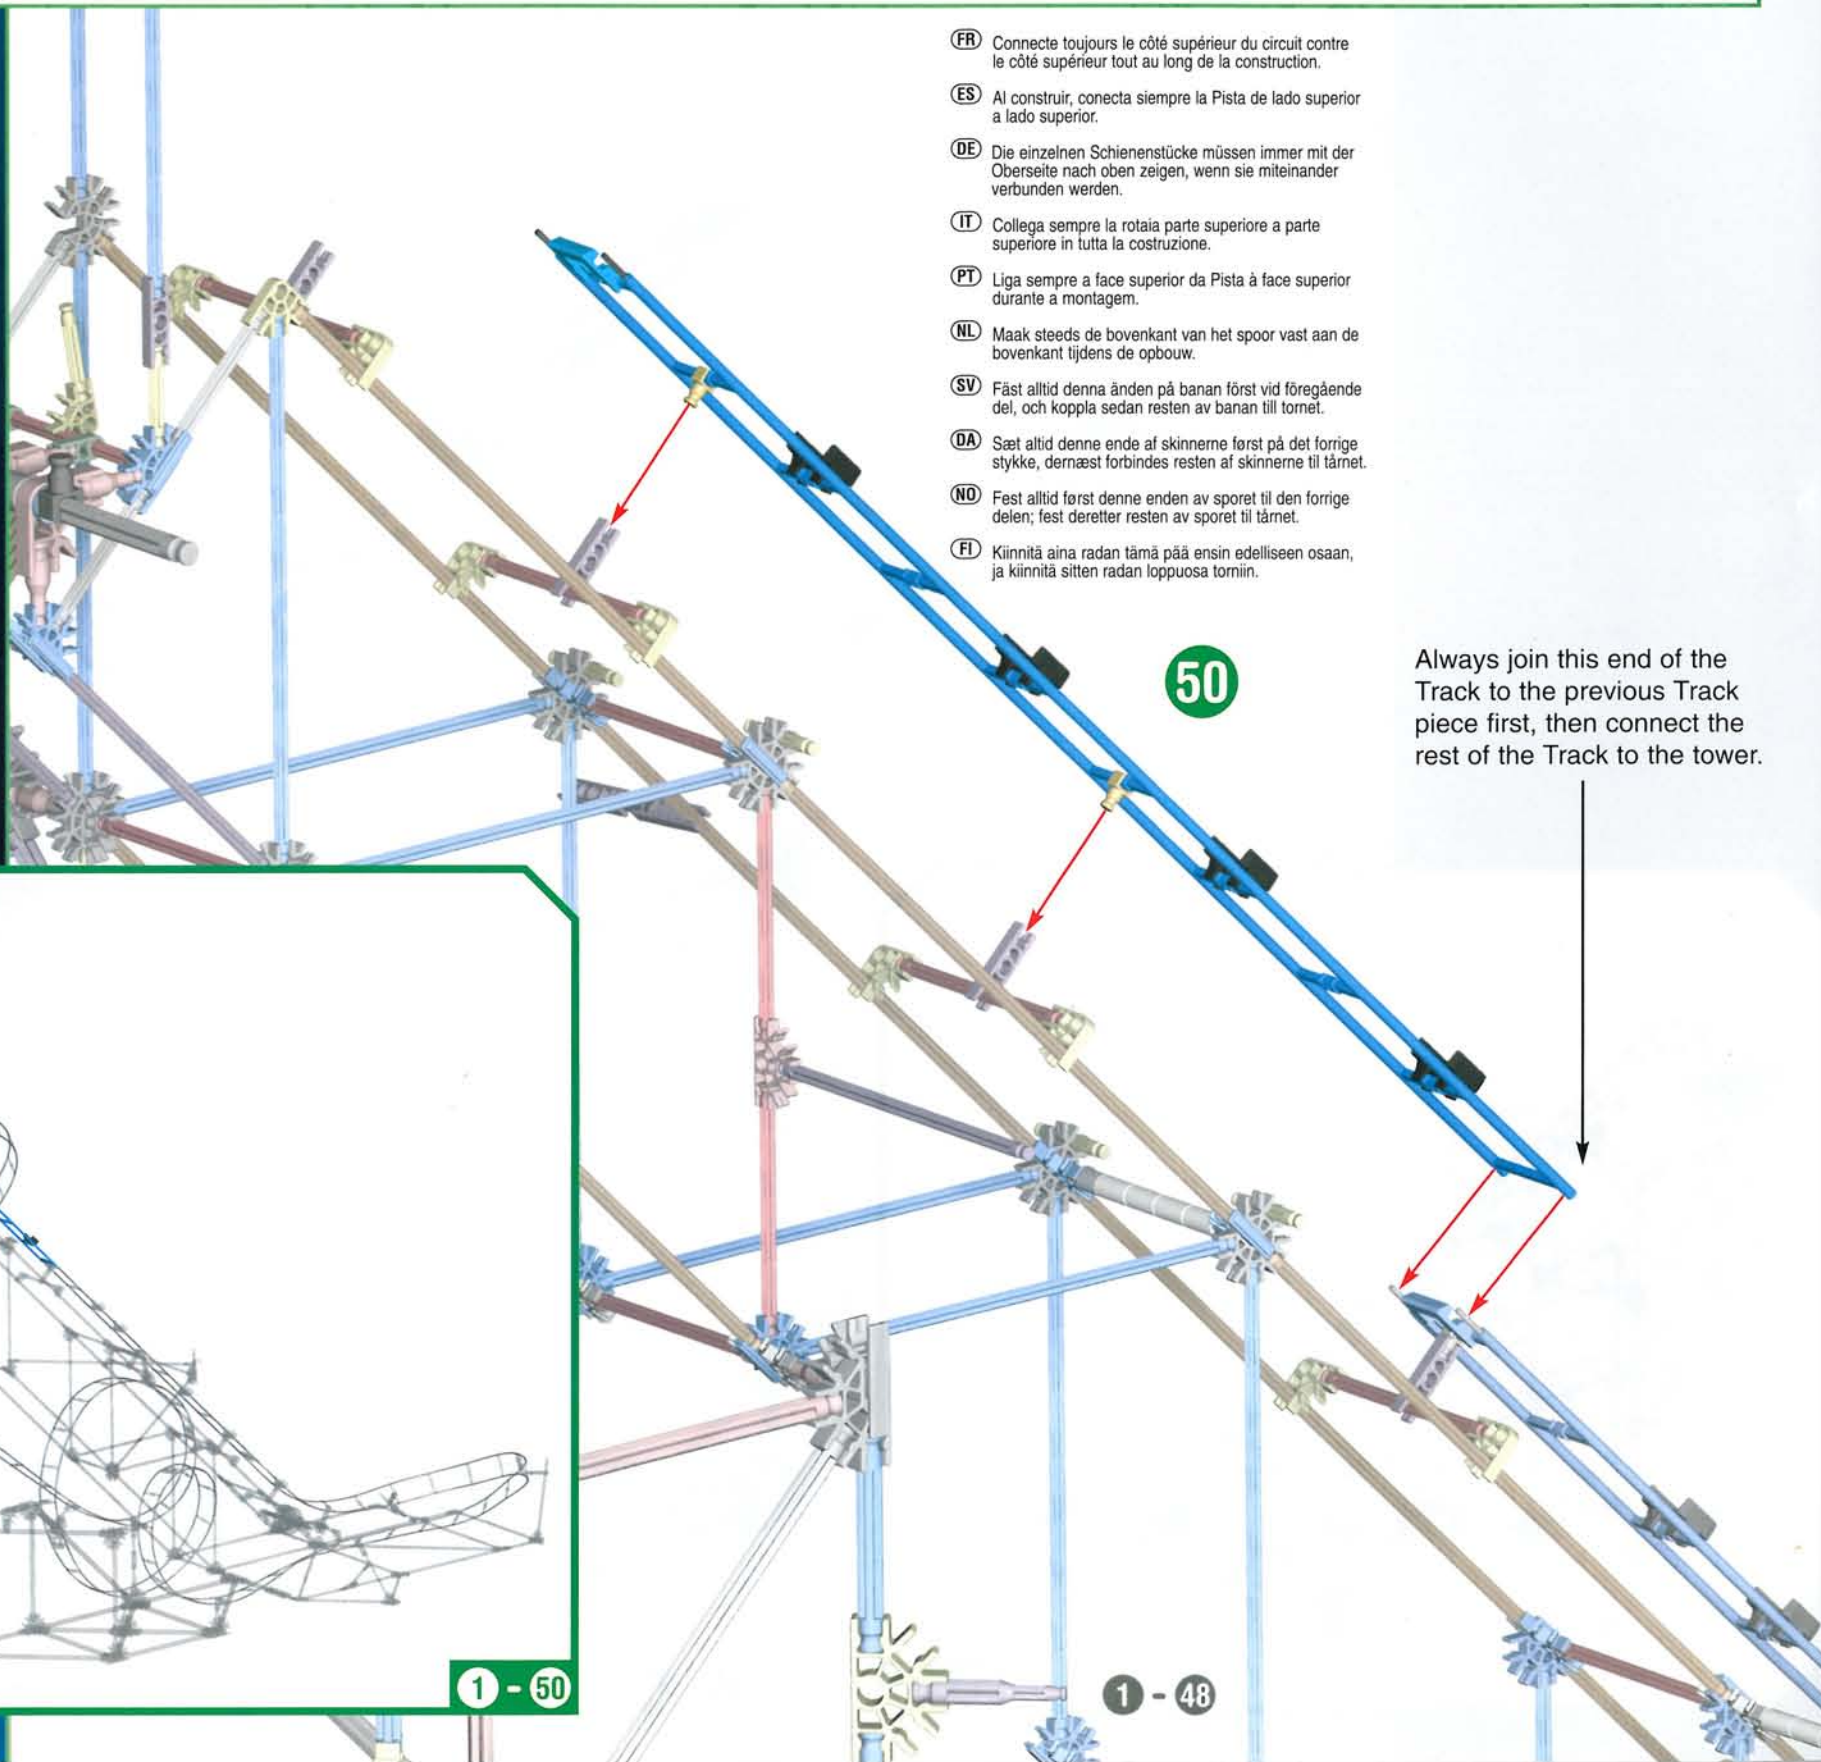 FR Connecte toujours le côté supérieur du circuit contre
le côté supérieur tout au long de la construction.
ES Al construir, conecta siempre la Pista de lado superior
a lado superior.
DE Die einzelnen Schienenstücke müssen immer mit der
Oberseite nach oben zeigen, wenn sie miteinander
verbunden werden.
IT Collega sempre la rotaia parte superiore a parte
superiore in tutta la costruzione.
PT Liga sempre a face superior da Pista à face superior
durante a montagem.
NL Maak steeds de bovenkant van het spoor vast aan de
bovenkant tijdens de opbouw.
SV Fäst alltid denna änden på banan först vid föregående
del, och koppla sedan resten av banan till tornet.
DA Sæt altid denne ende af skinnerne først på det forrige
stykke, dernæst forbindes resten af skinnerne til tårnet.
NO Fest alltid først denne enden av sporet til den forrige
delen; fest deretter resten av sporet til tårnet.
FI Kiinnitä aina radan tämä pää ensin edelliseen osaan,
ja kiinnitä sitten radan loppuosa torniin.
50
Always join this end of the
Track to the previous Track
piece first, then connect the
rest of the Track to the tower.
1 - 50
1 - 48